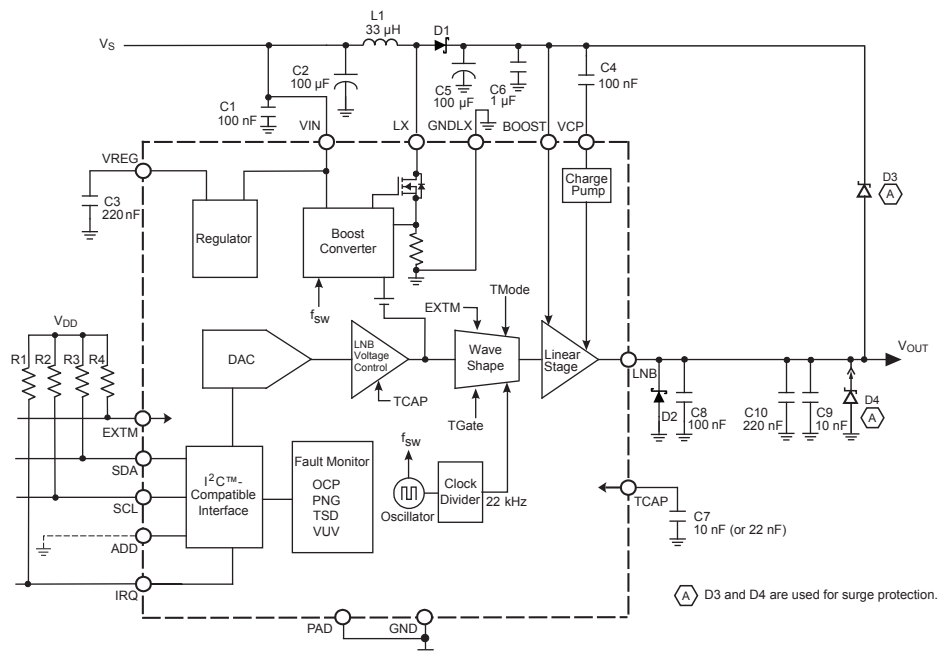 L1
33 µH
D1
VS
C2
100 µF
C5
100 µF
C6
1 µF
C4
100 nF
C1
100 nF
VIN
LX
GNDLX
BOOST
VCP
VREG
C3
220 nF
Regulator
Boost
Converter
Charge
Pump
D3
A
fsw
TMode
EXTM
VDD
R1
R2
R3
R4
DAC
LNB
Voltage
Control
Wave
Shape
Linear
Stage
VOUT
LNB
TCAP
TGate
D2
C8
100 nF
C10
220 nF
C9
10 nF
D4
A
EXTM
SDA
SCL
ADD
IRQ
I2C™-
Compatible
Interface
Fault Monitor
OCP
PNG
TSD
VUV
fsw
Oscillator
Clock
Divider
22 kHz
TCAP
C7
10 nF (or 22 nF)
A D3 and D4 are used for surge protection.
PAD
GND